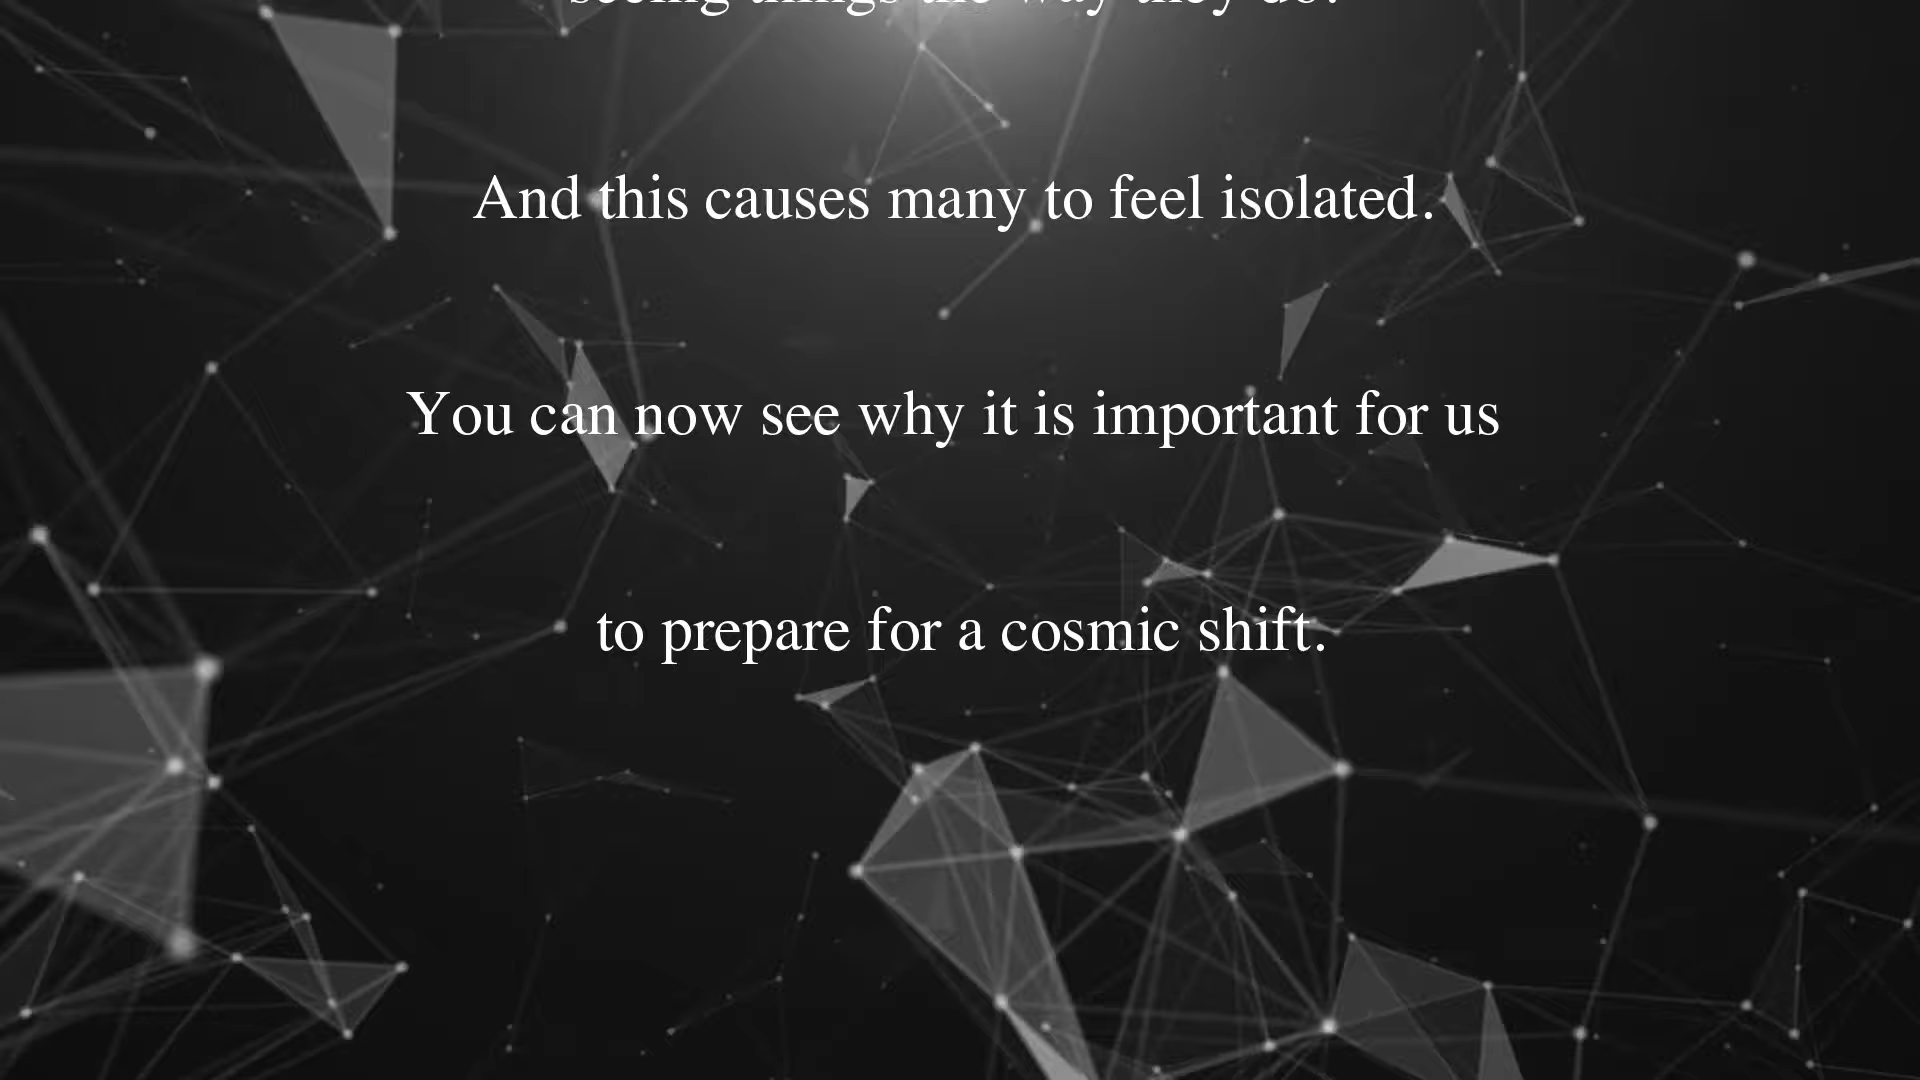 seeing things the way they do.
And this causes many to feel isolated.
You can now see why it is important for us
to prepare for a cosmic shift.